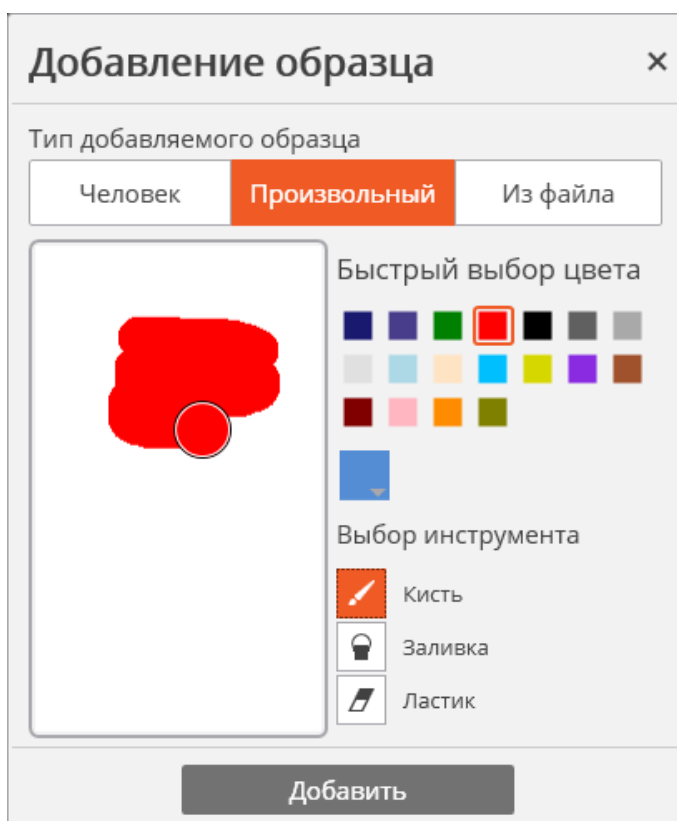 Добавление образца
Тип добавляемого образца
Человек Произвольный Из файла
Быстрый выбор цвета
Выбор инструмента
Кисть
Заливка
Ластик
Добавить